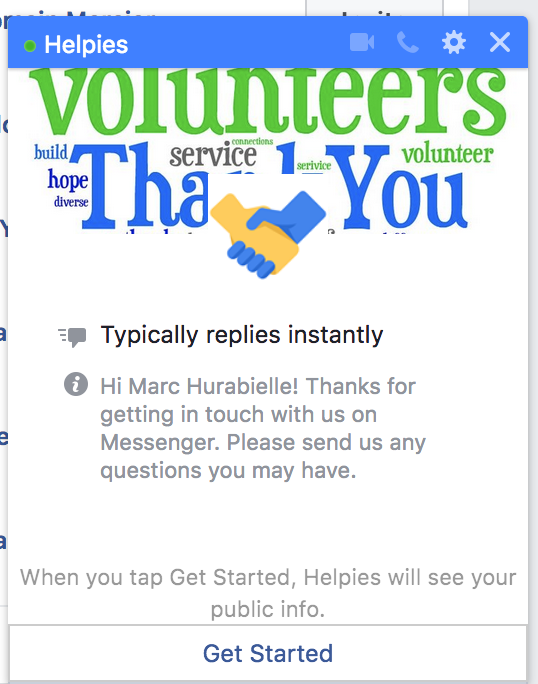 Helpies
volunteers
connections
build
service
serivice
volunteer
hope
Thank You
diverse
Typically replies instantly
Hi Marc Hurabielle! Thanks for
getting in touch with us on
Messenger. Please send us any
questions you may have.
When you tap Get Started, Helpies will see your
public info.
Get Started